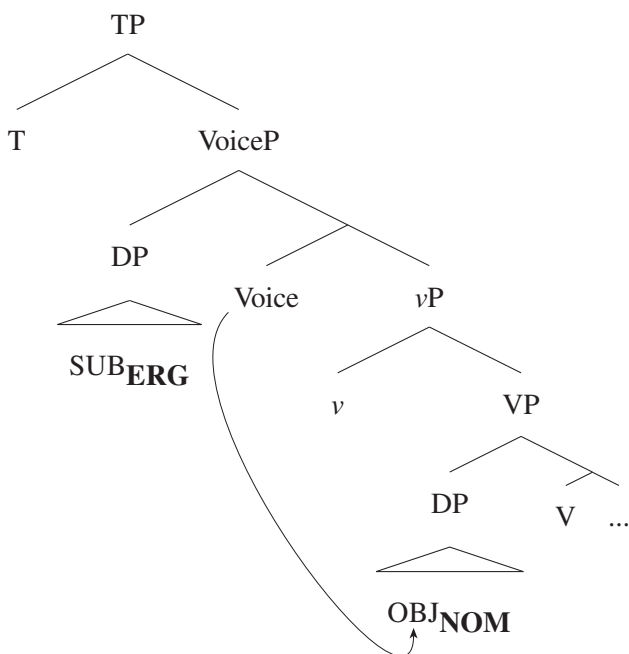 TP
T VoiceP
DP
Voice vP
SUBERG
v VP
DP V ...
OBJNOM